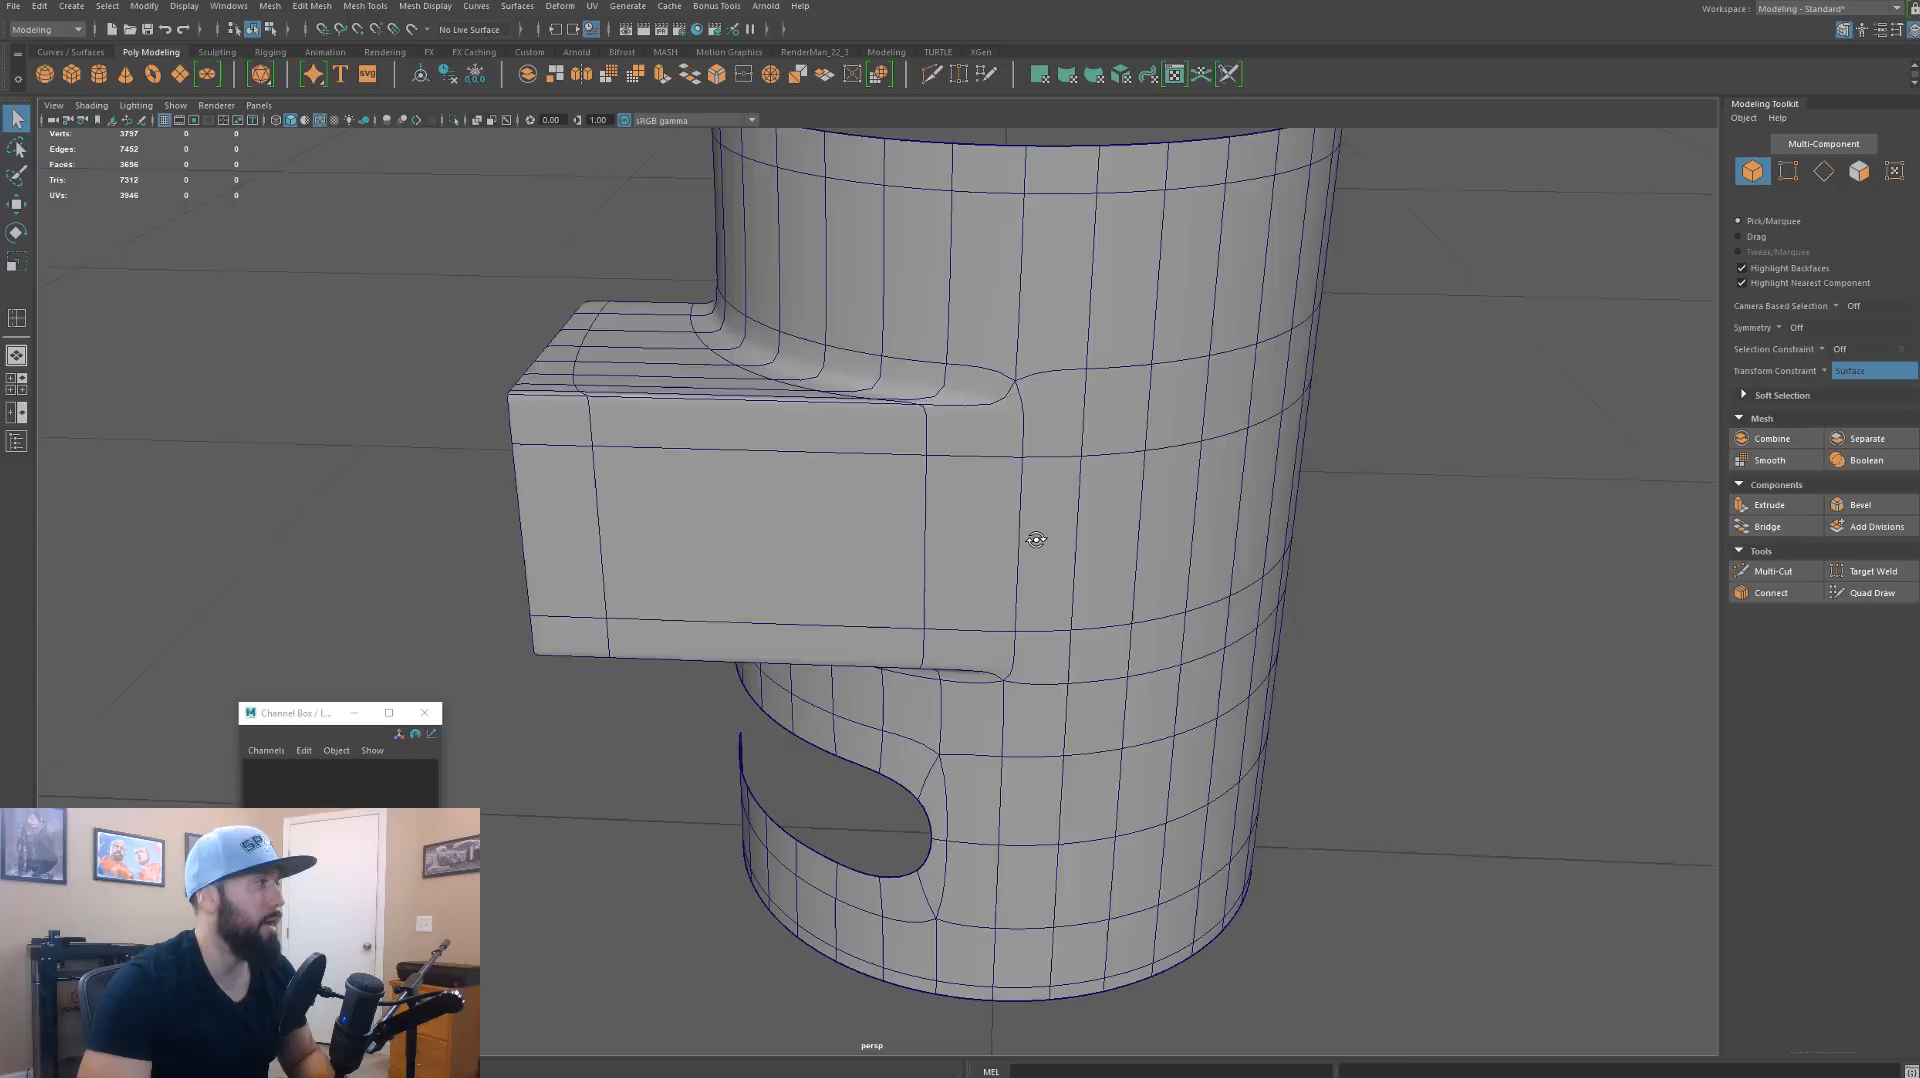 File Edit Create Select Modify Display Windows Mesh Edit Mesh Mesh Tools Mesh Display Curves Surfaces Deform UV Generate Cache Bonus Tools Arnold Help
Workspace : Modeling - Standard*
Modeling No Live Surface
Curves / Surfaces Poly Modeling Sculpting Rigging Animation Rendering FX FX Caching Custom Arnold Bifrost MASH Motion Graphics RenderMan_22_3 Modeling TURTLE XGen
svg 0,0,0
View Shading Lighting Show Renderer Panels
0.00 1.00 sRGB gamma
Verts: 3797 0 0
Edges: 7452 0 0
Faces: 3656 0 0
Tris: 7312 0 0
UVs: 3946 0 0
Modeling Toolkit
Object Help
Multi-Component
Pick/Marquee
Drag
Tweak/Marquee
Highlight Backfaces
Highlight Nearest Component
Camera Based Selection Off
Symmetry Off
Selection Constraint Off 0
Transform Constraint Surface
Soft Selection
Mesh
Combine Separate
Smooth Boolean
Components
Extrude Bevel
Bridge Add Divisions
Tools
Multi-Cut Target Weld
Connect Quad Draw
M Channel Box / L...
Channels Edit Object Show
persp
MEL